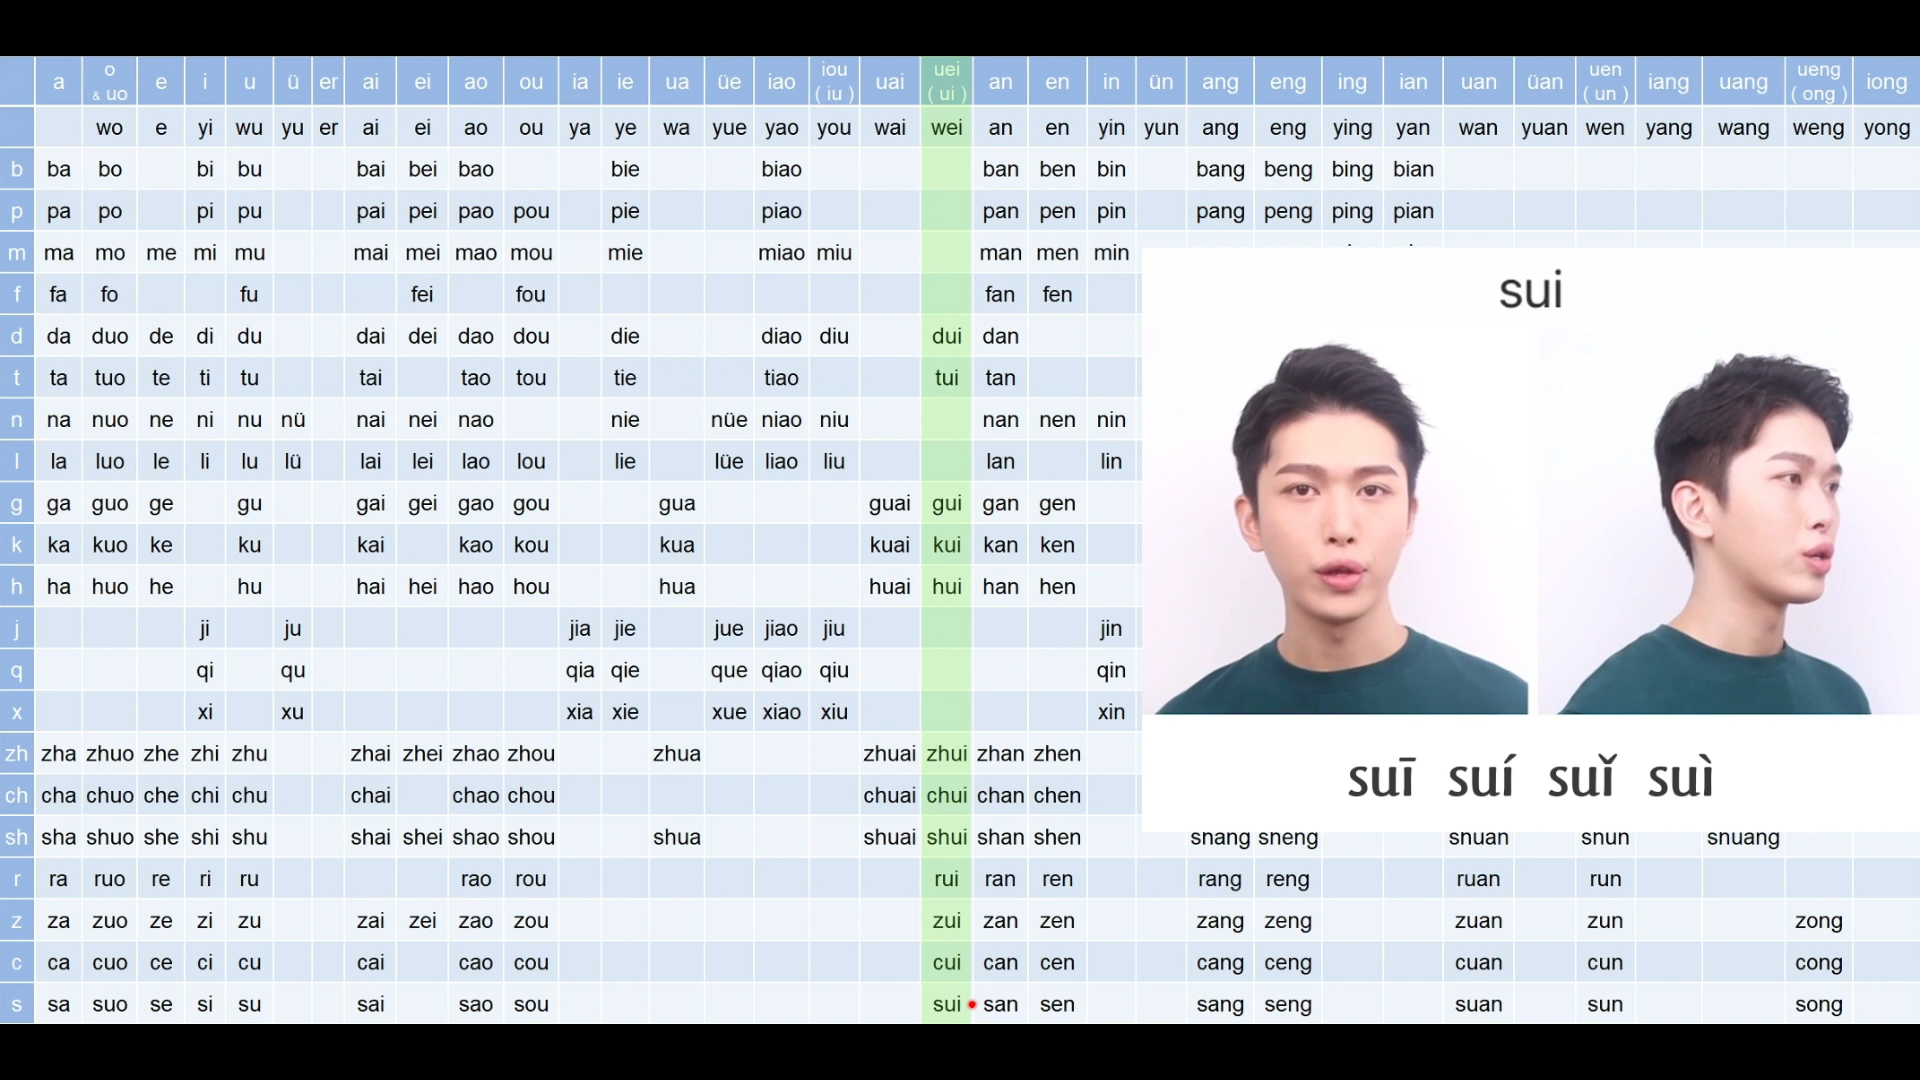 a o & uo e i u ü er ai ei ao ou ia ie ua üe iao iou ( iu ) uai uei ( ui ) an en in ün ang eng ing ian uan üan uen ( un ) iang uang ueng ( ong ) iong
wo e yi wu yu er ai ei ao ou ya ye wa yue yao you wai wei an en yin yun ang eng ying yan wan yuan wen yang wang weng yong
b ba bo bi bu bai bei bao bie biao ban ben bin bang beng bing bian
p pa po pi pu pai pei pao pou pie piao pan pen pin pang peng ping pian
m ma mo me mi mu mai mei mao mou mie miao miu man men min
f fa fo fu fei fou fan fen
d da duo de di du dai dei dao dou die diao diu dui dan
t ta tuo te ti tu tai tao tou tie tiao tui tan
n na nuo ne ni nu nü nai nei nao nie nüe niao niu nan nen nin
l la luo le li lu lü lai lei lao lou lie lüe liao liu lan lin
g ga guo ge gu gai gei gao gou gua guai gui gan gen
k ka kuo ke ku kai kao kou kua kuai kui kan ken
h ha huo he hu hai hei hao hou hua huai hui han hen
j ji ju jia jie jue jiao jiu jin
q qi qu qia qie que qiao qiu qin
x xi xu xia xie xue xiao xiu xin
zh zha zhuo zhe zhi zhu zhai zhei zhao zhou zhua zhuai zhui zhan zhen
ch cha chuo che chi chu chai chao chou chuai chui chan chen
sh sha shuo she shi shu shai shei shao shou shua shuai shui shan shen shang sheng shuan shun shuang
r ra ruo re ri ru rao rou rui ran ren rang reng ruan run
z za zuo ze zi zu zai zei zao zou zui zan zen zang zeng zuan zun zong
c ca cuo ce ci cu cai cao cou cui can cen cang ceng cuan cun cong
s sa suo se si su sai sao sou sui san sen sang seng suan sun song
sui
suī suí suǐ suì